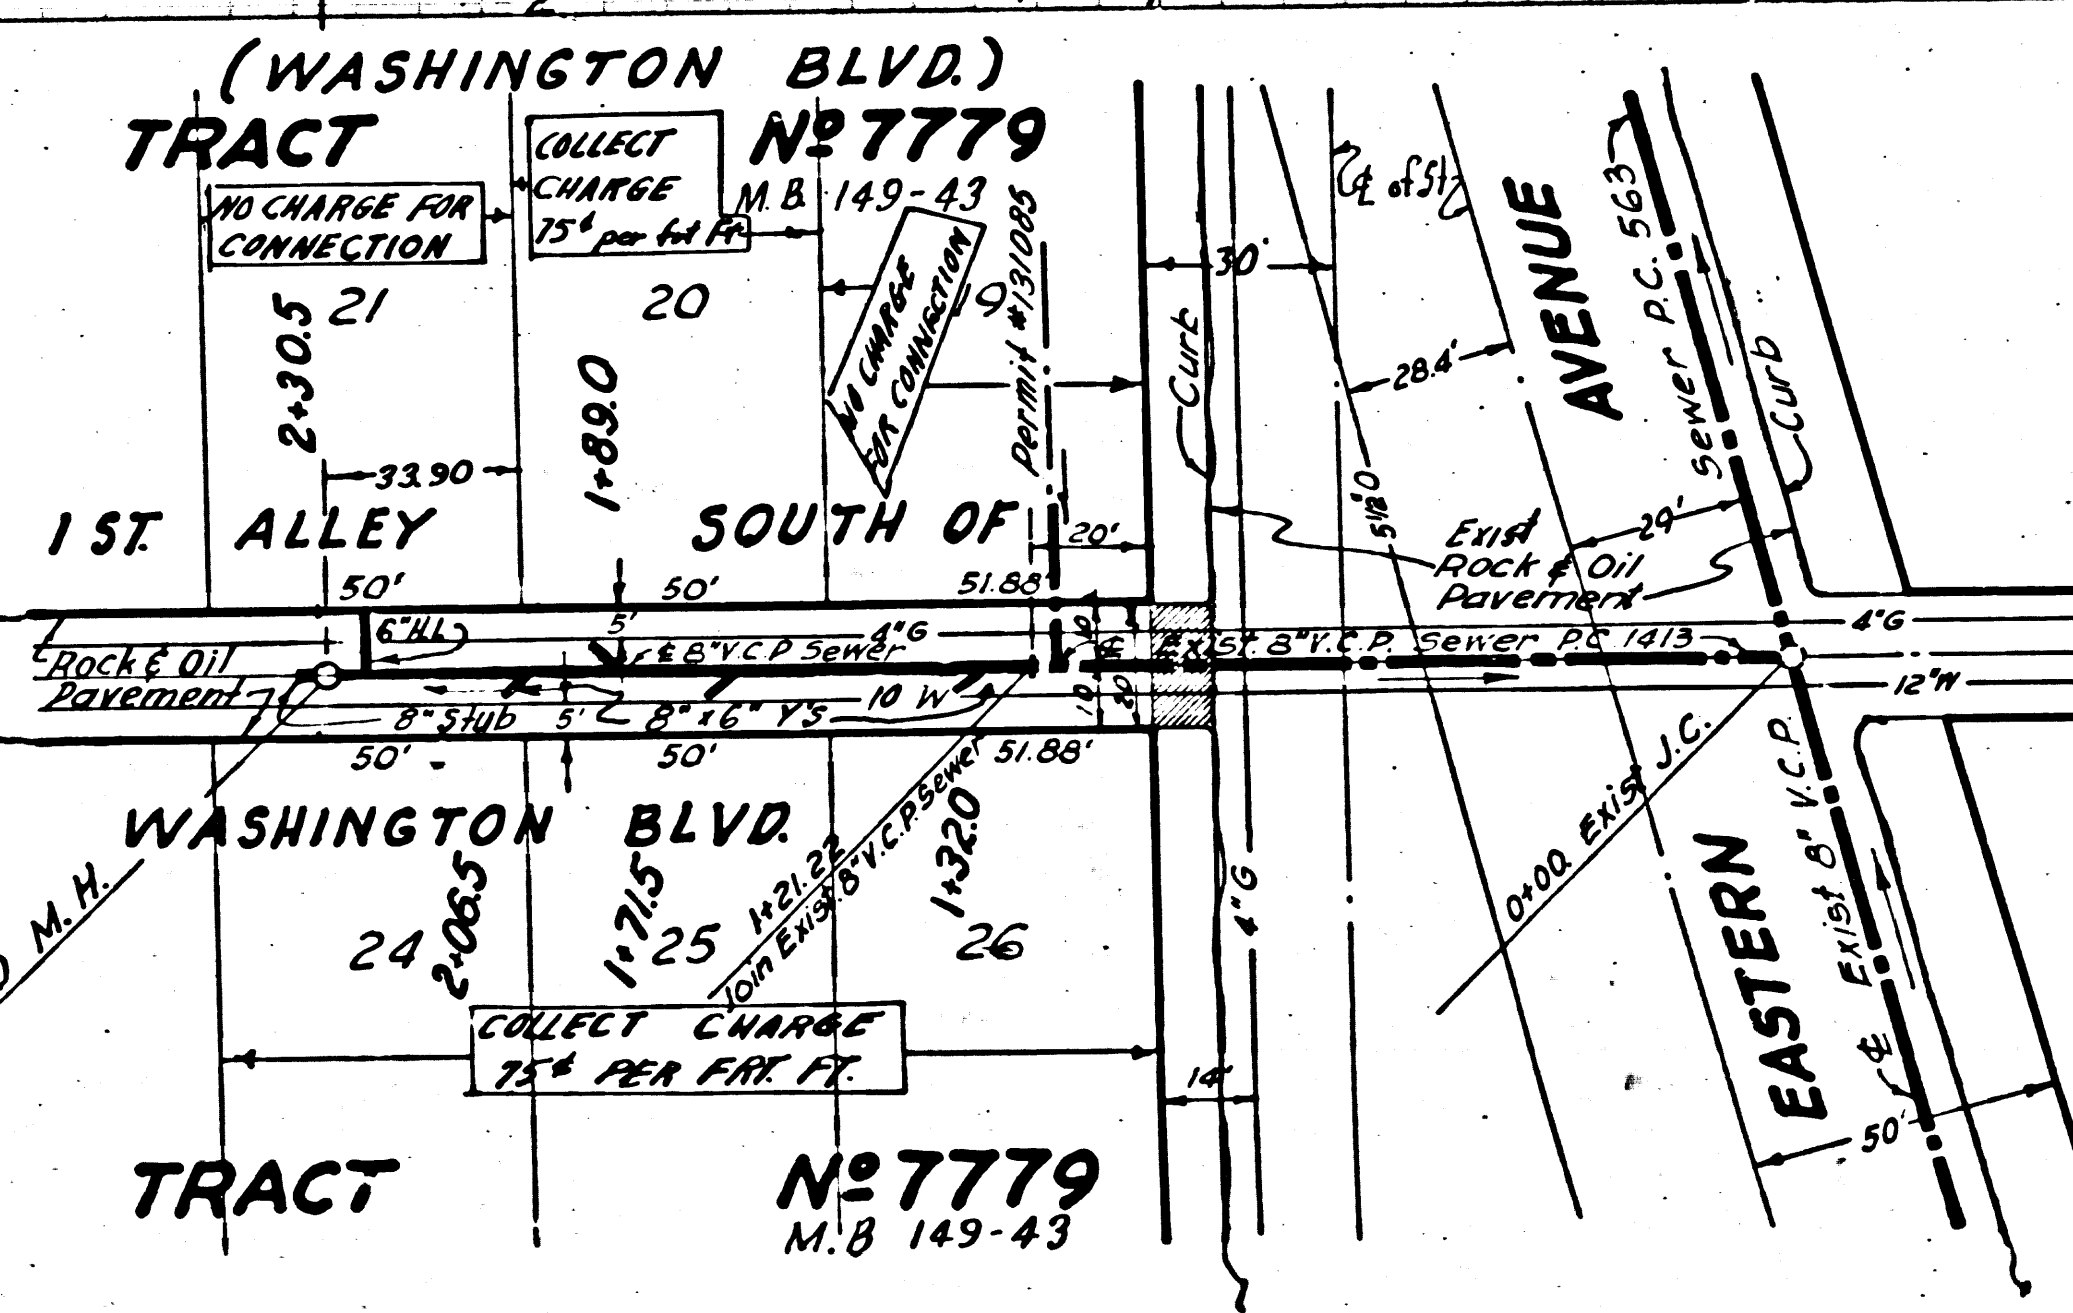 (WASHINGTON BLVD.)
TRACT Nº 7779
M.B. 149-43
NO CHARGE FOR
CONNECTION
COLLECT
CHARGE
75¢ per frt Ft.
NO CHARGE
FOR CONNECTION
Permit #131085
21
20
2+30.5
1+89.0
33.90
30'
Curb
℄ of St.
28.4'
AVENUE
Sewer P.C. 563
Curb
5½" O
29'
1 ST. ALLEY SOUTH OF
20'
Exist
Rock & Oil
Pavement
50'
50'
51.88'
6" H.L.
5'
4" G
℄ 8" V.C.P. Sewer
℄
Exist. 8" V.C.P. Sewer P.C. 1413
4" G
Rock & Oil
Pavement
10 W
10
20
12" W
8" Stub
5'
8" x 6" Y'S
50'
50'
51.88'
WASHINGTON BLVD.
M.H.
24
2+06.5
1+71.5
25
1+21.22
Join Exist. 8" V.C.P. Sewer
1+32.0
26
4" G
0+00 Exist J.C.
EASTERN
Exist 8" V.C.P.
℄
COLLECT CHARGE
75¢ PER FRT. FT.
14'
50'
TRACT Nº 7779
M.B 149-43